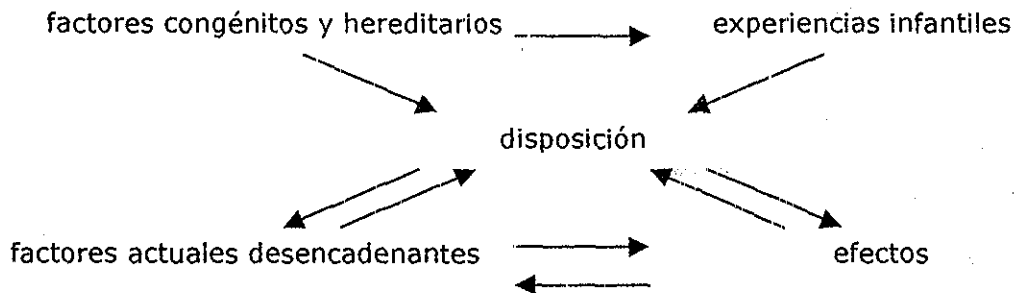 factores congénitos y hereditarios experiencias infantiles
disposición
factores actuales desencadenantes efectos